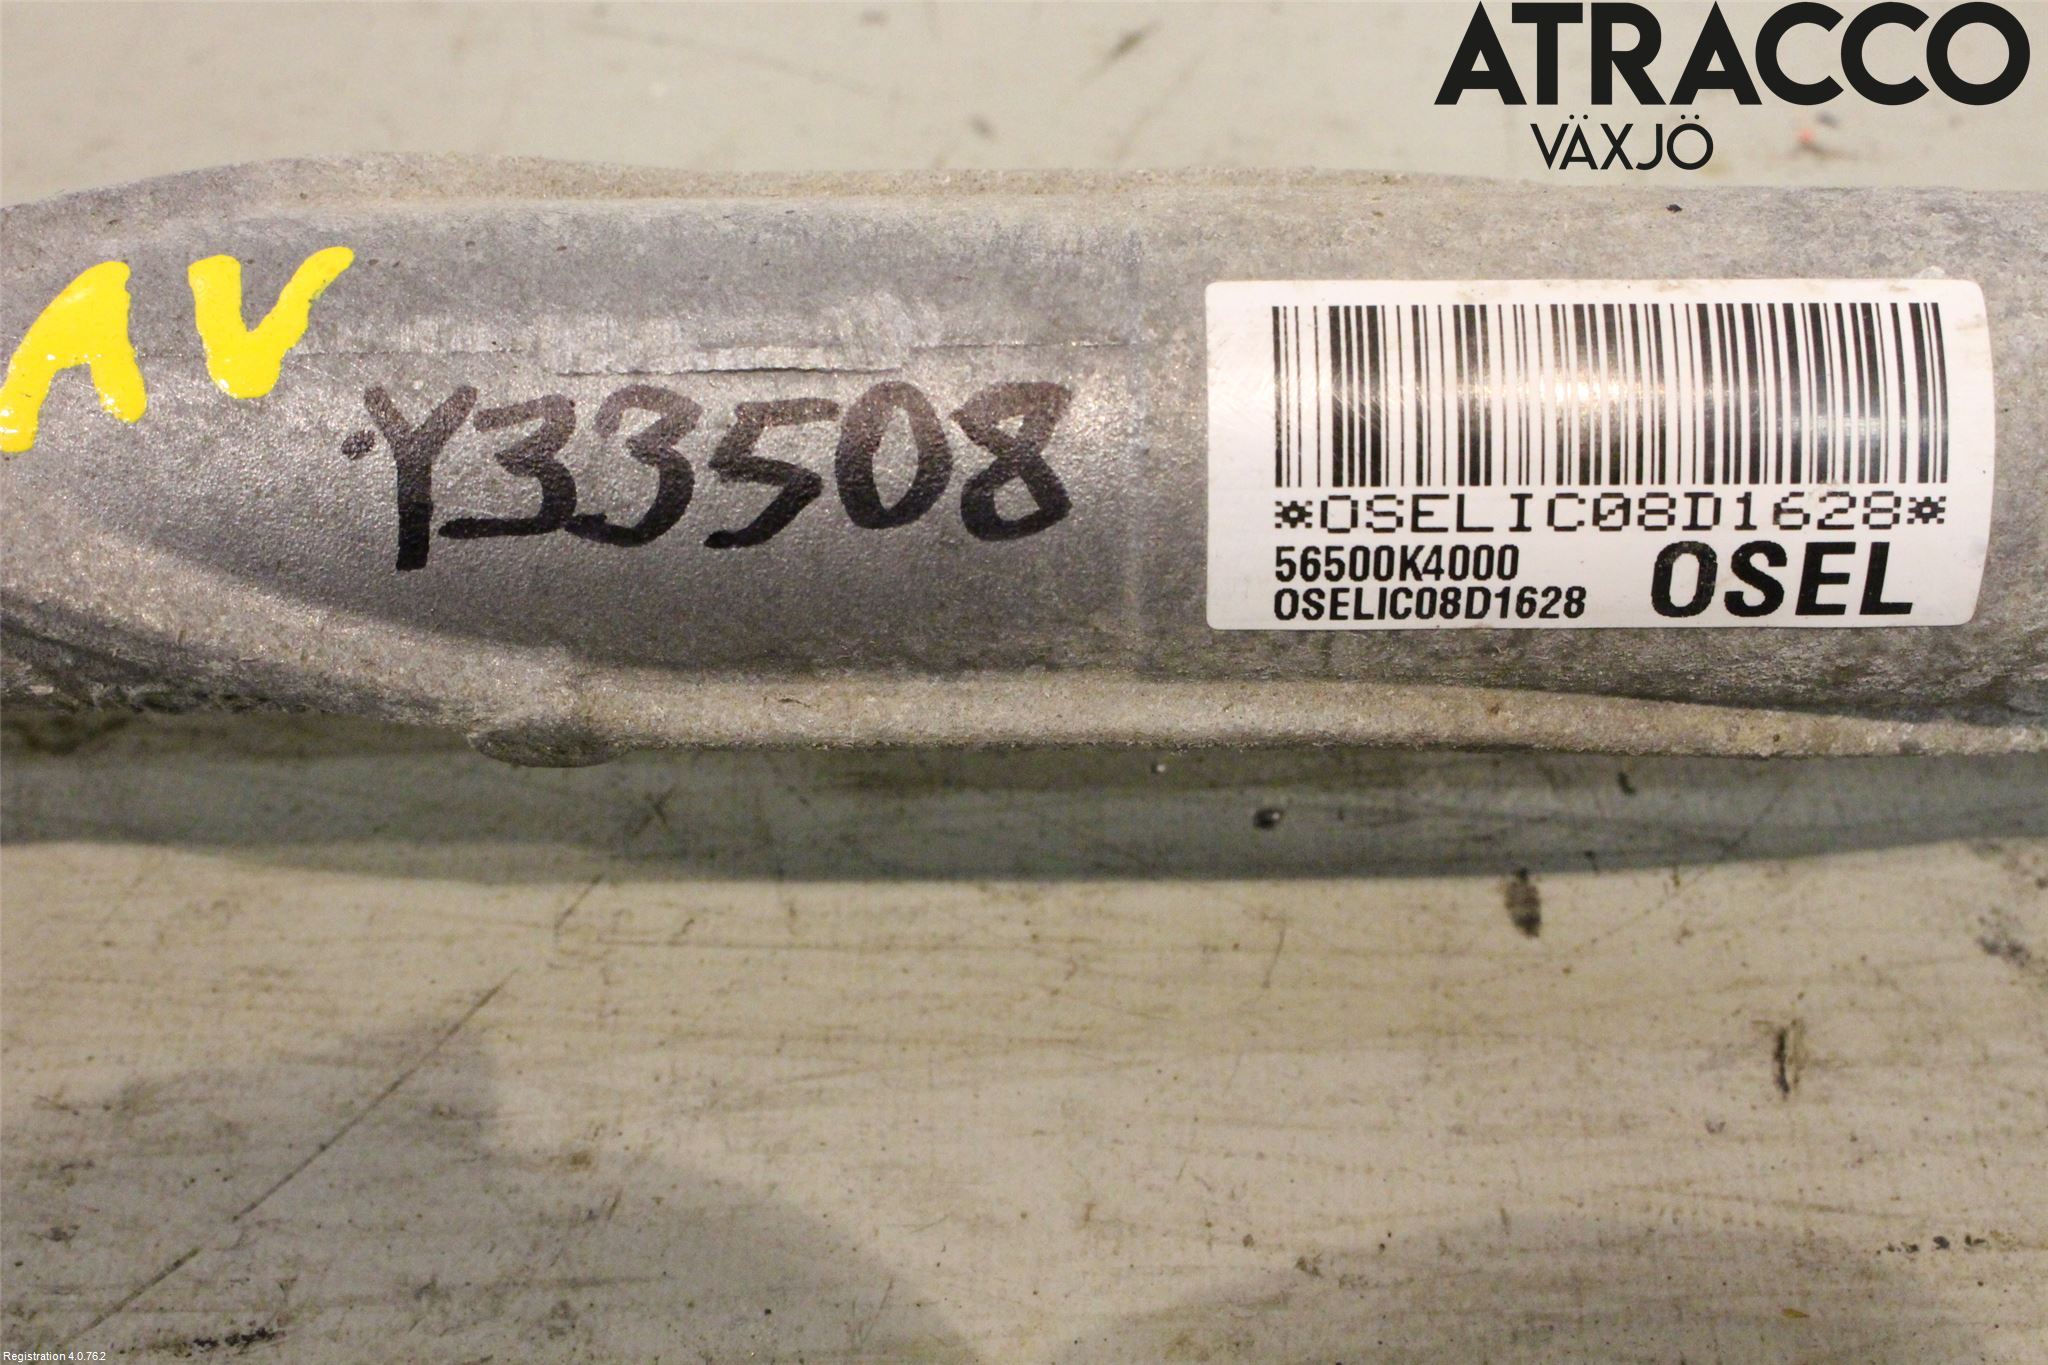 ATRACCO
VÄXJÖ
AV
Y33508
*OSELIC08D1628*
56500K4000
OSELIC08D1628
OSEL
Registration 4.0.762